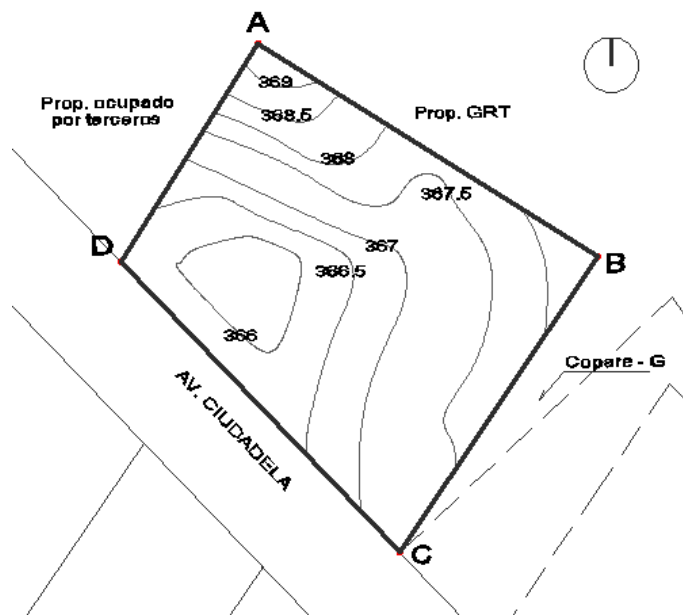 A
369
Prop. ocupado
por terceros
368.5
Prop. GRT
368
367.5
D
367
B
366.5
366
Copare - G
AV. CIUDADELA
C